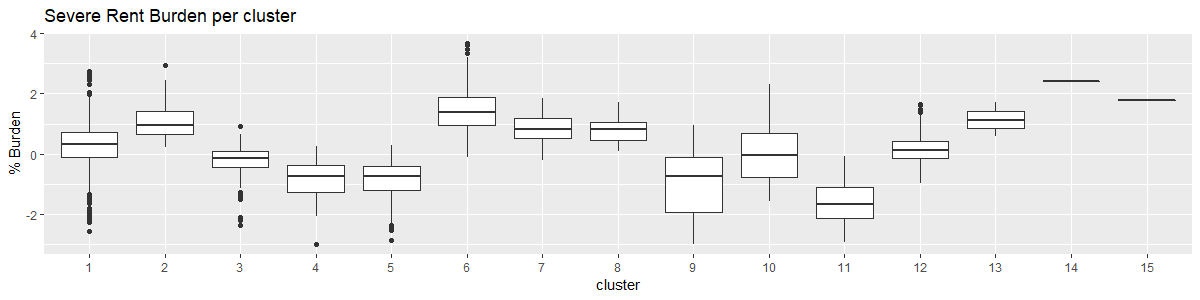 Severe Rent Burden per cluster
% Burden
4
2
0
-2
1 2 3 4 5 6 7 8 9 10 11 12 13 14 15
cluster